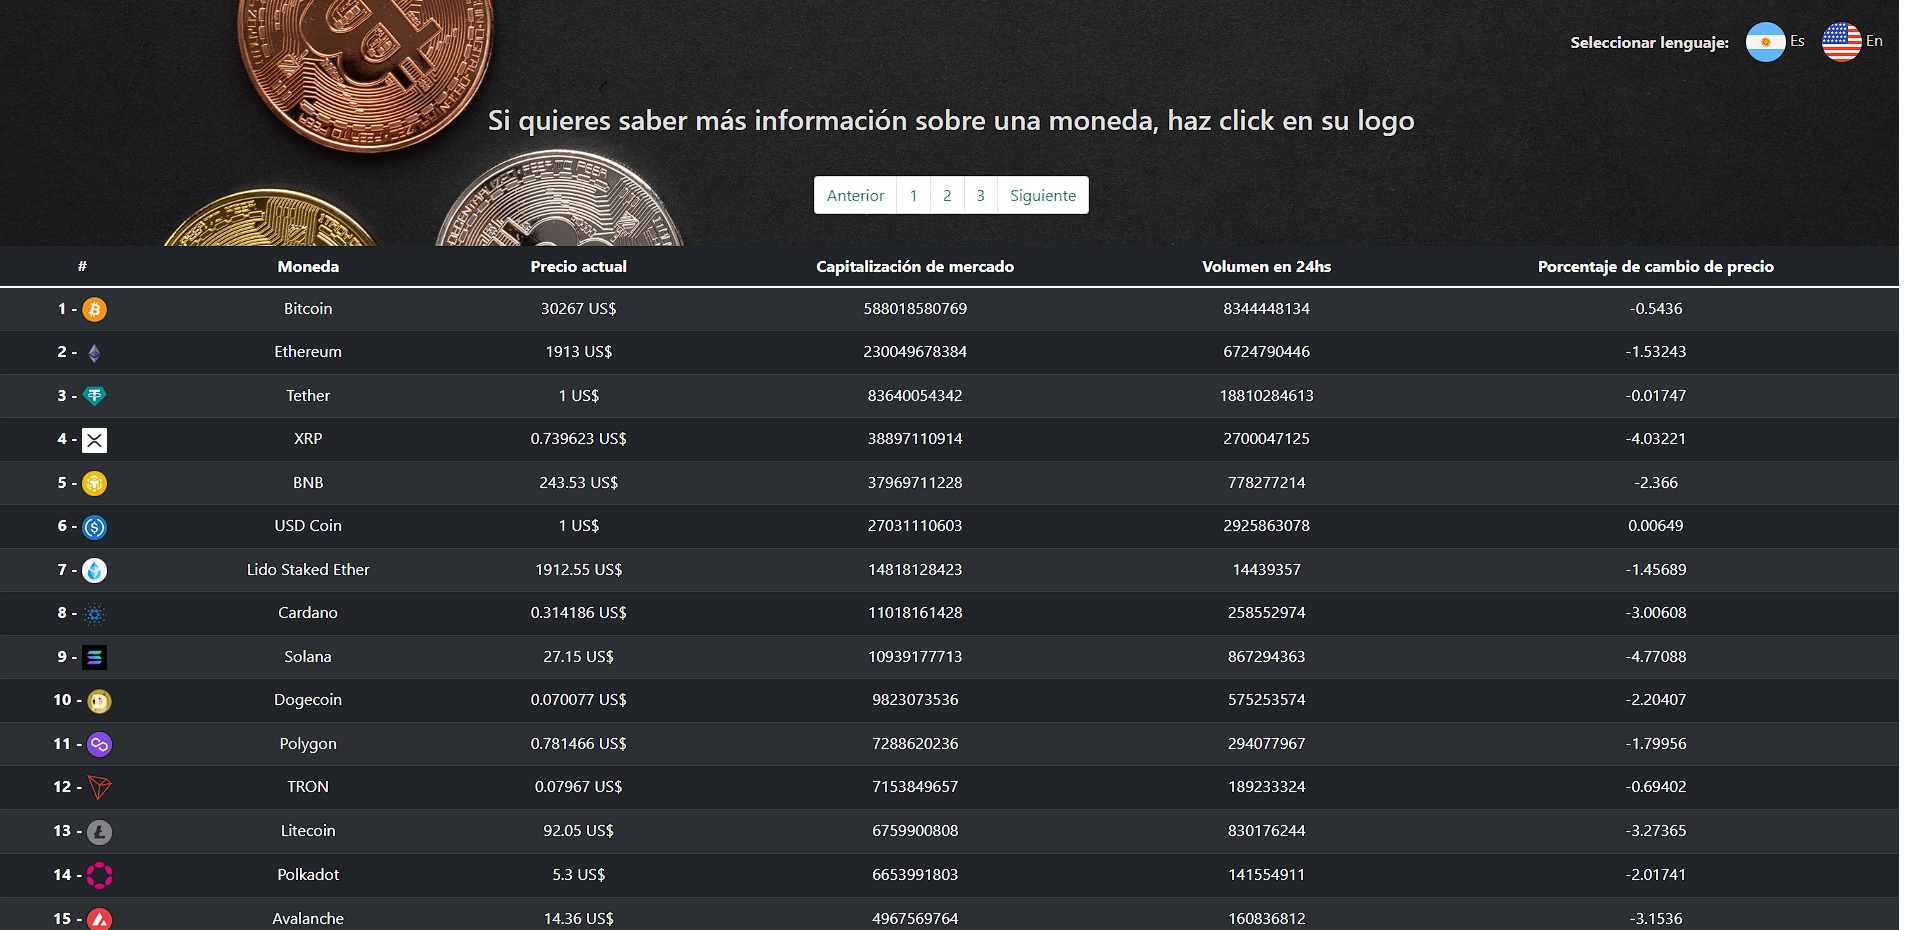 Seleccionar lenguaje: Es En
Si quieres saber más información sobre una moneda, haz click en su logo
Anterior 1 2 3 Siguiente
# Moneda Precio actual Capitalización de mercado Volumen en 24hs Porcentaje de cambio de precio
1 - Bitcoin 30267 US$ 588018580769 8344448134 -0.5436
2 - Ethereum 1913 US$ 230049678384 6724790446 -1.53243
3 - Tether 1 US$ 83640054342 18810284613 -0.01747
4 - XRP 0.739623 US$ 38897110914 2700047125 -4.03221
5 - BNB 243.53 US$ 37969711228 778277214 -2.366
6 - USD Coin 1 US$ 27031110603 2925863078 0.00649
7 - Lido Staked Ether 1912.55 US$ 14818128423 14439357 -1.45689
8 - Cardano 0.314186 US$ 11018161428 258552974 -3.00608
9 - Solana 27.15 US$ 10939177713 867294363 -4.77088
10 - Dogecoin 0.070077 US$ 9823073536 575253574 -2.20407
11 - Polygon 0.781466 US$ 7288620236 294077967 -1.79956
12 - TRON 0.07967 US$ 7153849657 189233324 -0.69402
13 - Litecoin 92.05 US$ 6759900808 830176244 -3.27365
14 - Polkadot 5.3 US$ 6653991803 141554911 -2.01741
15 - Avalanche 14.36 US$ 4967569764 160836812 -3.1536